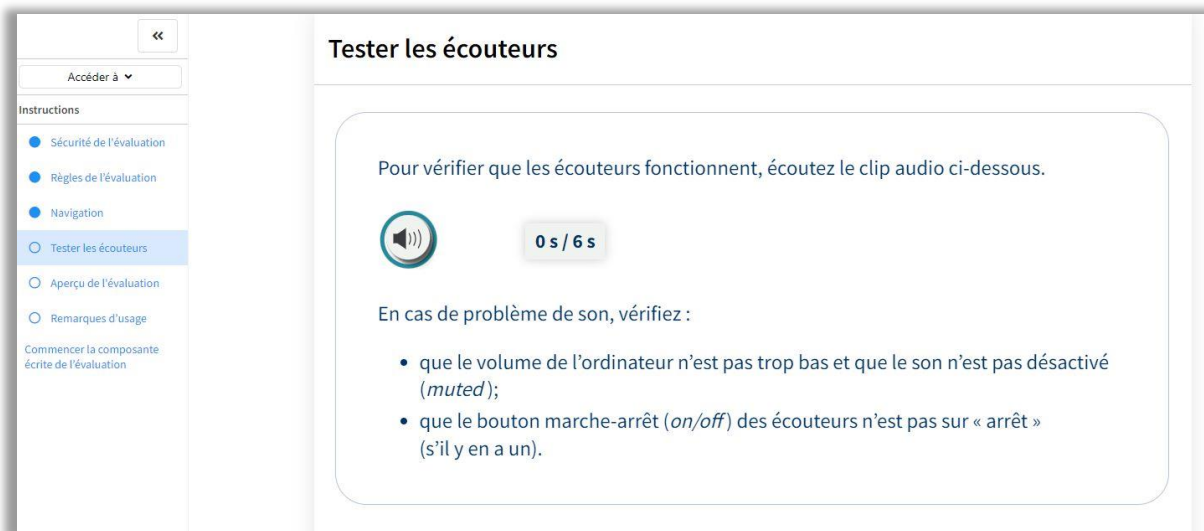 «
Accéder à
Instructions
Sécurité de l'évaluation
Règles de l'évaluation
Navigation
Tester les écouteurs
Aperçu de l'évaluation
Remarques d'usage
Commencer la composante
écrite de l'évaluation
Tester les écouteurs
Pour vérifier que les écouteurs fonctionnent, écoutez le clip audio ci-dessous.
0 s / 6 s
En cas de problème de son, vérifiez :
• que le volume de l'ordinateur n'est pas trop bas et que le son n'est pas désactivé
(muted);
• que le bouton marche-arrêt (on/off) des écouteurs n'est pas sur « arrêt »
(s'il y en a un).